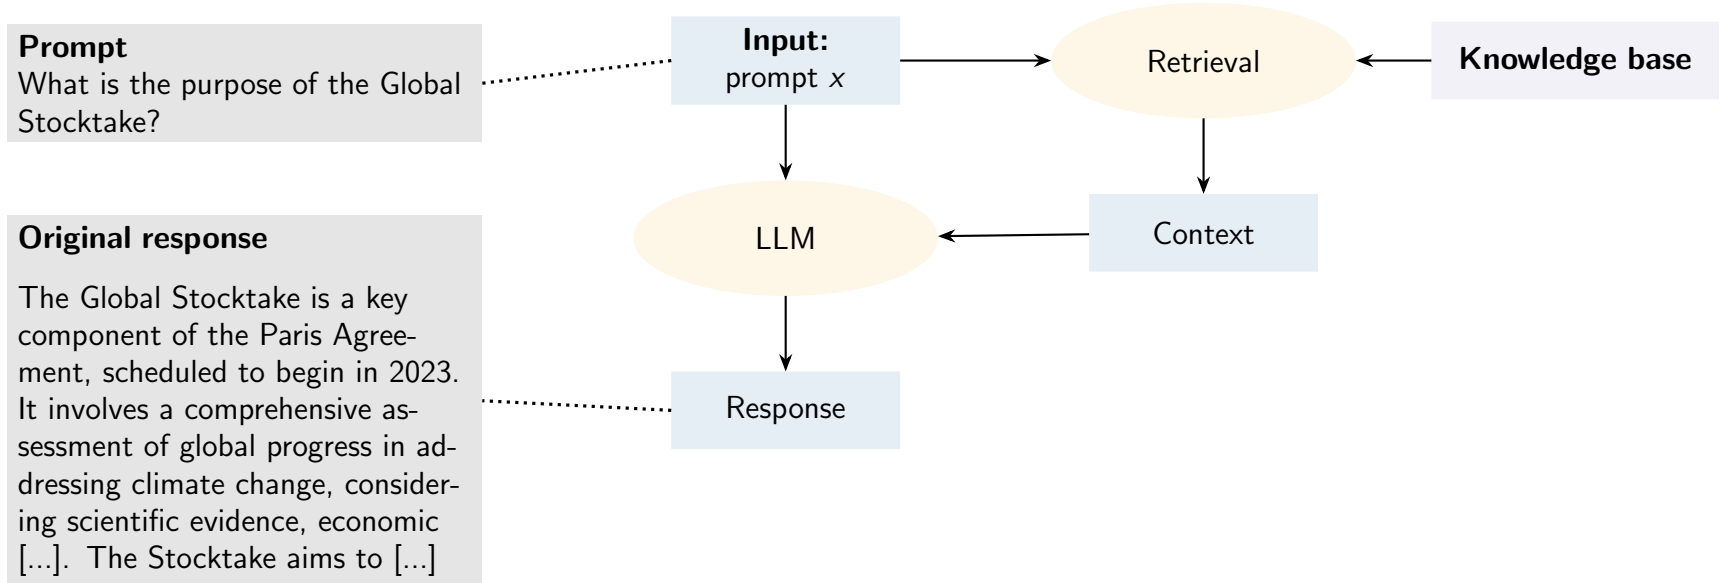 Prompt
What is the purpose of the Global
Stocktake?
Input:
prompt x
Retrieval
Knowledge base
Original response
The Global Stocktake is a key
component of the Paris Agree-
ment, scheduled to begin in 2023.
It involves a comprehensive as-
sessment of global progress in ad-
dressing climate change, consider-
ing scientific evidence, economic
[...]. The Stocktake aims to [...]
LLM
Context
Response